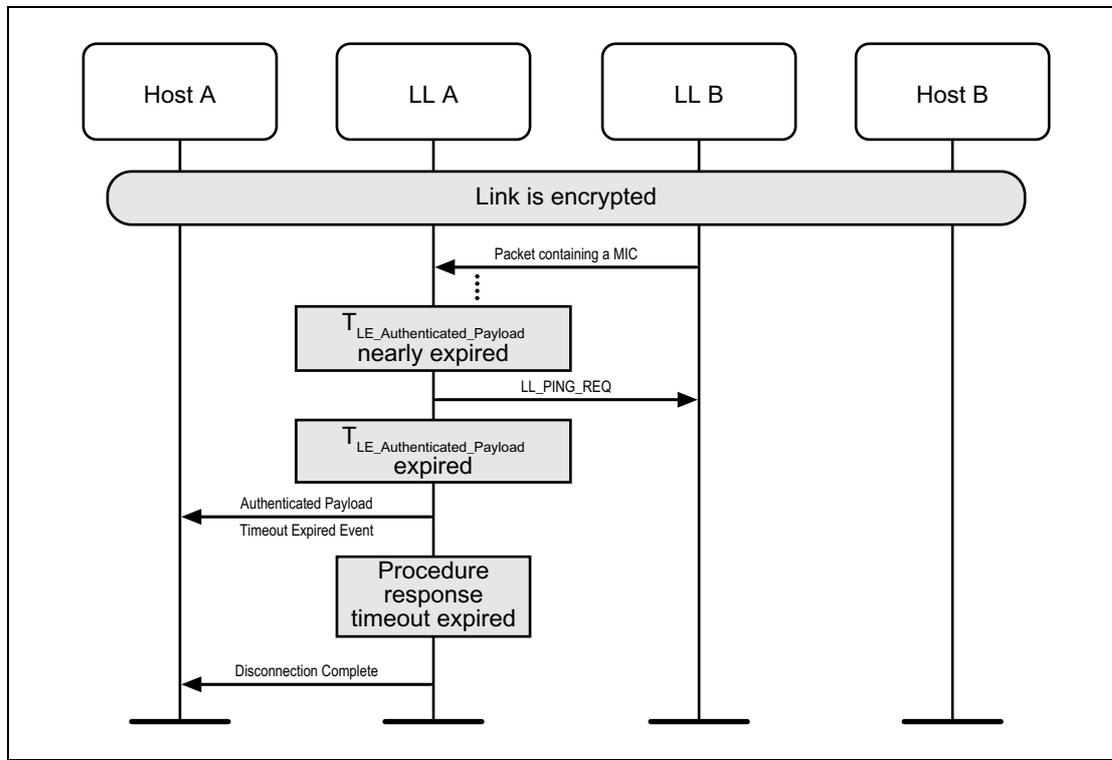 Host A
LL A
LL B
Host B
Link is encrypted
Packet containing a MIC
TLE_Authenticated_Payload
nearly expired
LL_PING_REQ
TLE_Authenticated_Payload
expired
Authenticated Payload
Timeout Expired Event
Procedure
response
timeout expired
Disconnection Complete